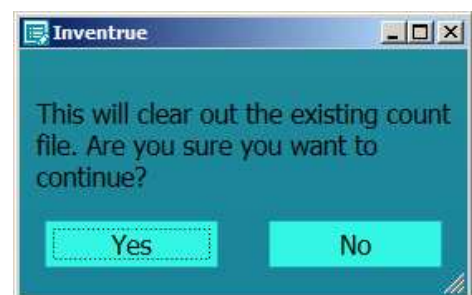 Inventrue
This will clear out the existing count
file. Are you sure you want to
continue?
Yes No